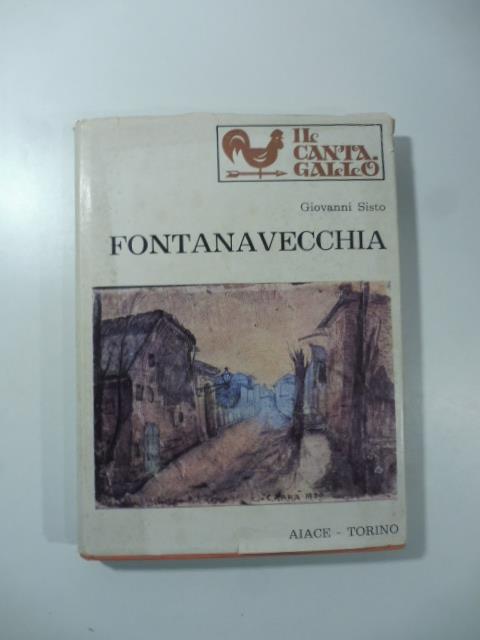 IL
CANTA
GALLO
Giovanni Sisto
FONTANAVECCHIA
AIACE - TORINO